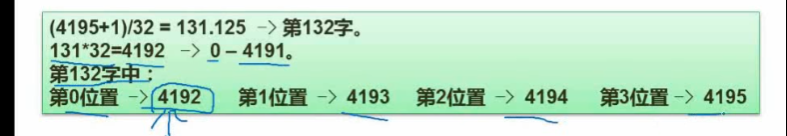 (4195+1)/32 = 131.125 -> 第132字。
131*32=4192 -> 0 – 4191。
第132字中：
第0位置 -> 4192 第1位置 -> 4193 第2位置 -> 4194 第3位置 -> 4195